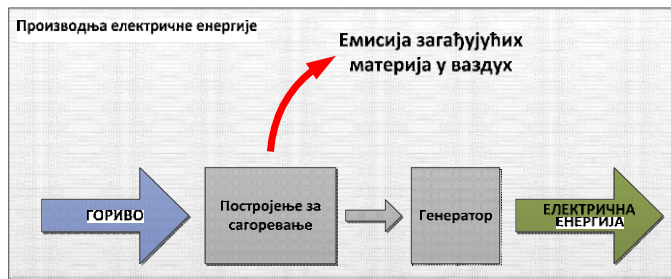 Производња електричне енергије
Емисија загађујућих
материја у ваздух
ГОРИВО
Постројење за
сагоревање
Генератор
ЕЛЕКТРИЧНА
ЕНЕРГИЈА